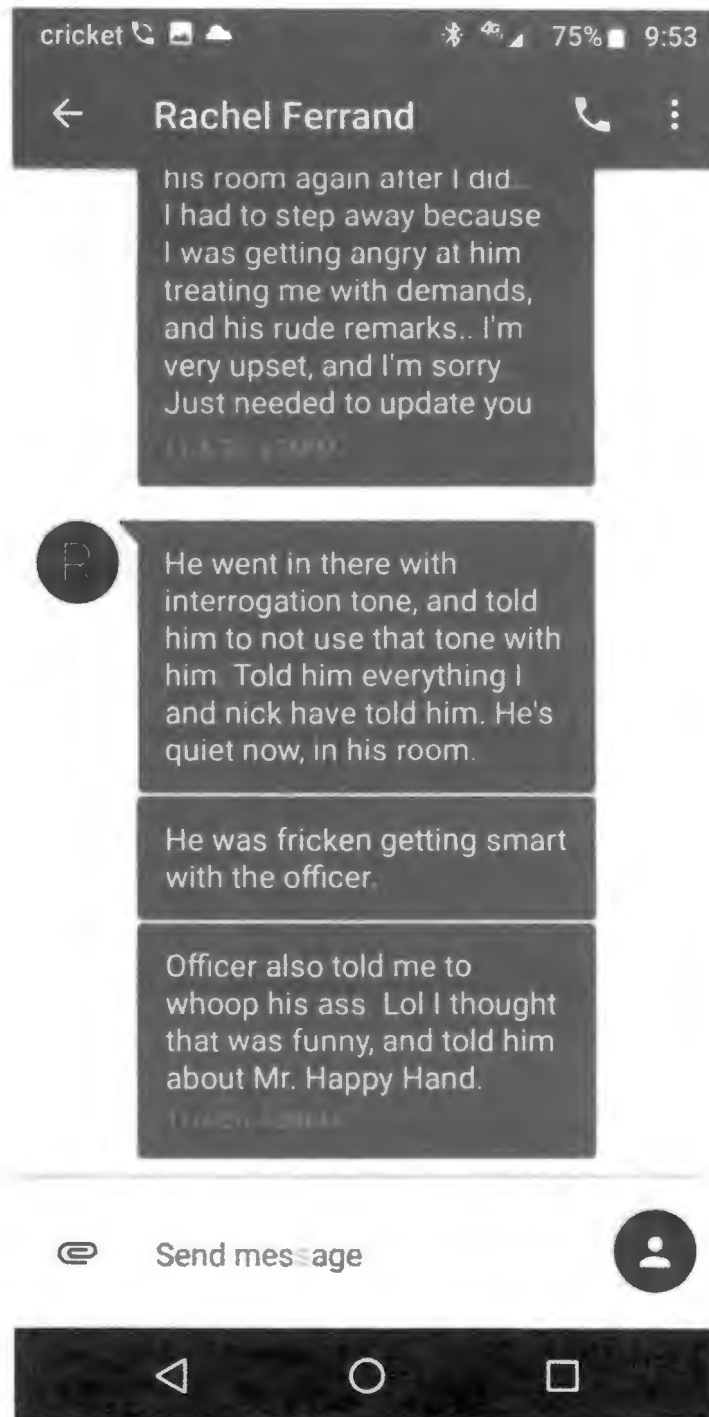 cricket 4G 75% 9:53
Rachel Ferrand
his room again after I did
I had to step away because
I was getting angry at him
treating me with demands,
and his rude remarks.. I'm
very upset, and I'm sorry
Just needed to update you
R
He went in there with
interrogation tone, and told
him to not use that tone with
him Told him everything I
and nick have told him. He's
quiet now, in his room.
He was fricken getting smart
with the officer.
Officer also told me to
whoop his ass Lol I thought
that was funny, and told him
about Mr. Happy Hand.
Send message